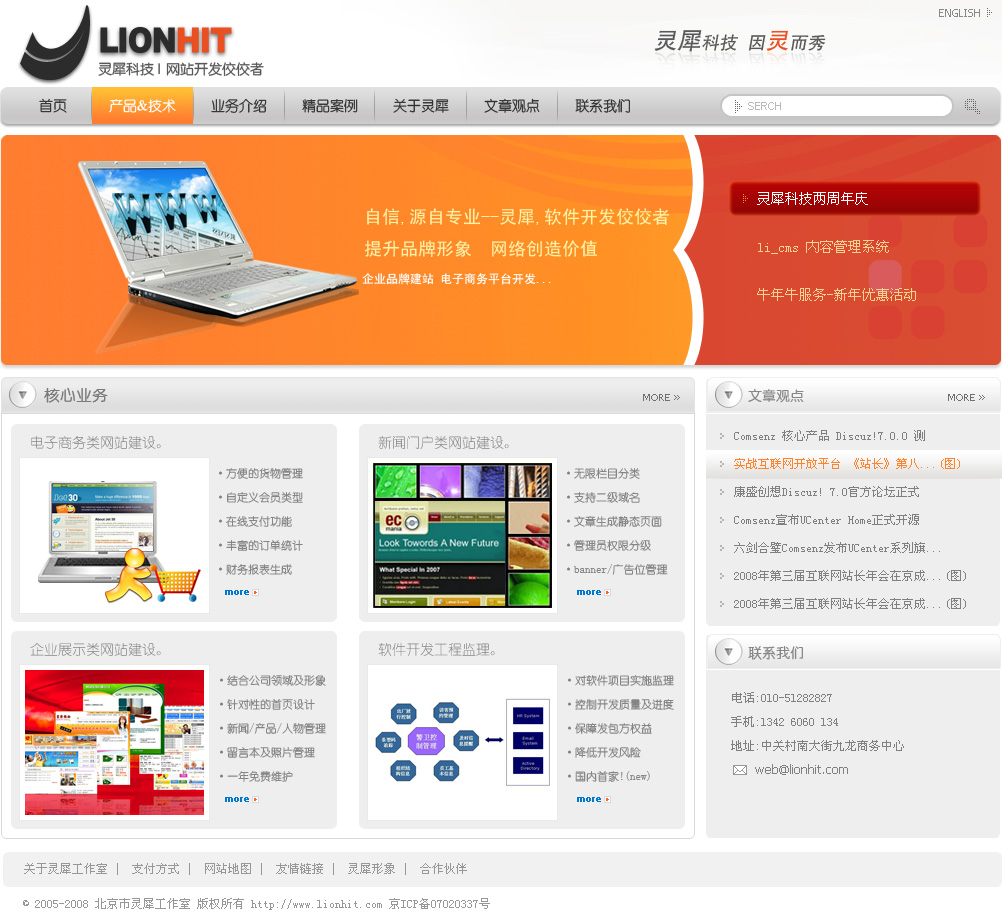 ENGLISH
LIONHIT
灵犀科技 | 网站开发佼佼者
灵犀科技 因灵而秀
首页 产品&技术 业务介绍 精品案例 关于灵犀 文章观点 联系我们 SERCH
WWW
自信,源自专业--灵犀,软件开发佼佼者
提升品牌形象 网络创造价值
企业品牌建站 电子商务平台开发...
灵犀科技两周年庆
li_cms 内容管理系统
牛年牛服务-新年优惠活动
核心业务 MORE »
电子商务类网站建设。
• 方便的货物管理
• 自定义会员类型
• 在线支付功能
• 丰富的订单统计
• 财务报表生成
more
新闻门户类网站建设。
ec
mania
Look Towords A New Future
What Special In 2007
• 无限栏目分类
• 支持二级域名
• 文章生成静态页面
• 管理员权限分级
• banner/广告位管理
more
企业展示类网站建设。
• 结合公司领域及形象
• 针对性的首页设计
• 新闻/产品/人物管理
• 留言本及照片管理
• 一年免费维护
more
软件开发工程监理。
HR System
Email System
Active Directory
• 对软件项目实施监理
• 控制开发质量及进度
• 保障发包方权益
• 降低开发风险
• 国内首家!(new)
more
文章观点 MORE »
Comsenz 核心产品 Discuz!7.0.0 测
实战互联网开放平台 《站长》第八...(图)
康盛创想Discuz! 7.0官方论坛正式
Comsenz宣布UCenter Home正式开源
六剑合璧Comsenz发布UCenter系列旗...
2008年第三届互联网站长年会在京成...(图)
2008年第三届互联网站长年会在京成...(图)
联系我们
电话:010-51282827
手机:1342 6060 134
地址:中关村南大街九龙商务中心
web@lionhit.com
关于灵犀工作室 | 支付方式 | 网站地图 | 友情链接 | 灵犀形象 | 合作伙伴
© 2005-2008 北京市灵犀工作室 版权所有 http://www.lionhit.com 京ICP备07020337号